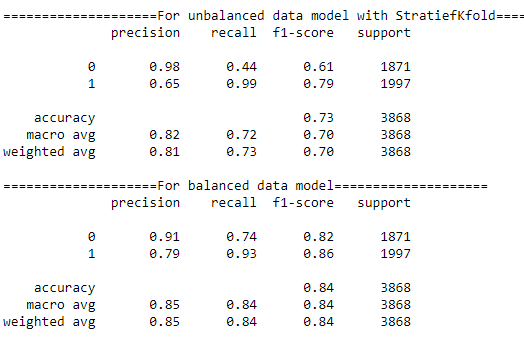 ====================For unbalanced data model with StratiefKfold====
precision recall f1-score support
0 0.98 0.44 0.61 1871
1 0.65 0.99 0.79 1997
accuracy 0.73 3868
macro avg 0.82 0.72 0.70 3868
weighted avg 0.81 0.73 0.70 3868
====================For balanced data model====================
precision recall f1-score support
0 0.91 0.74 0.82 1871
1 0.79 0.93 0.86 1997
accuracy 0.84 3868
macro avg 0.85 0.84 0.84 3868
weighted avg 0.85 0.84 0.84 3868